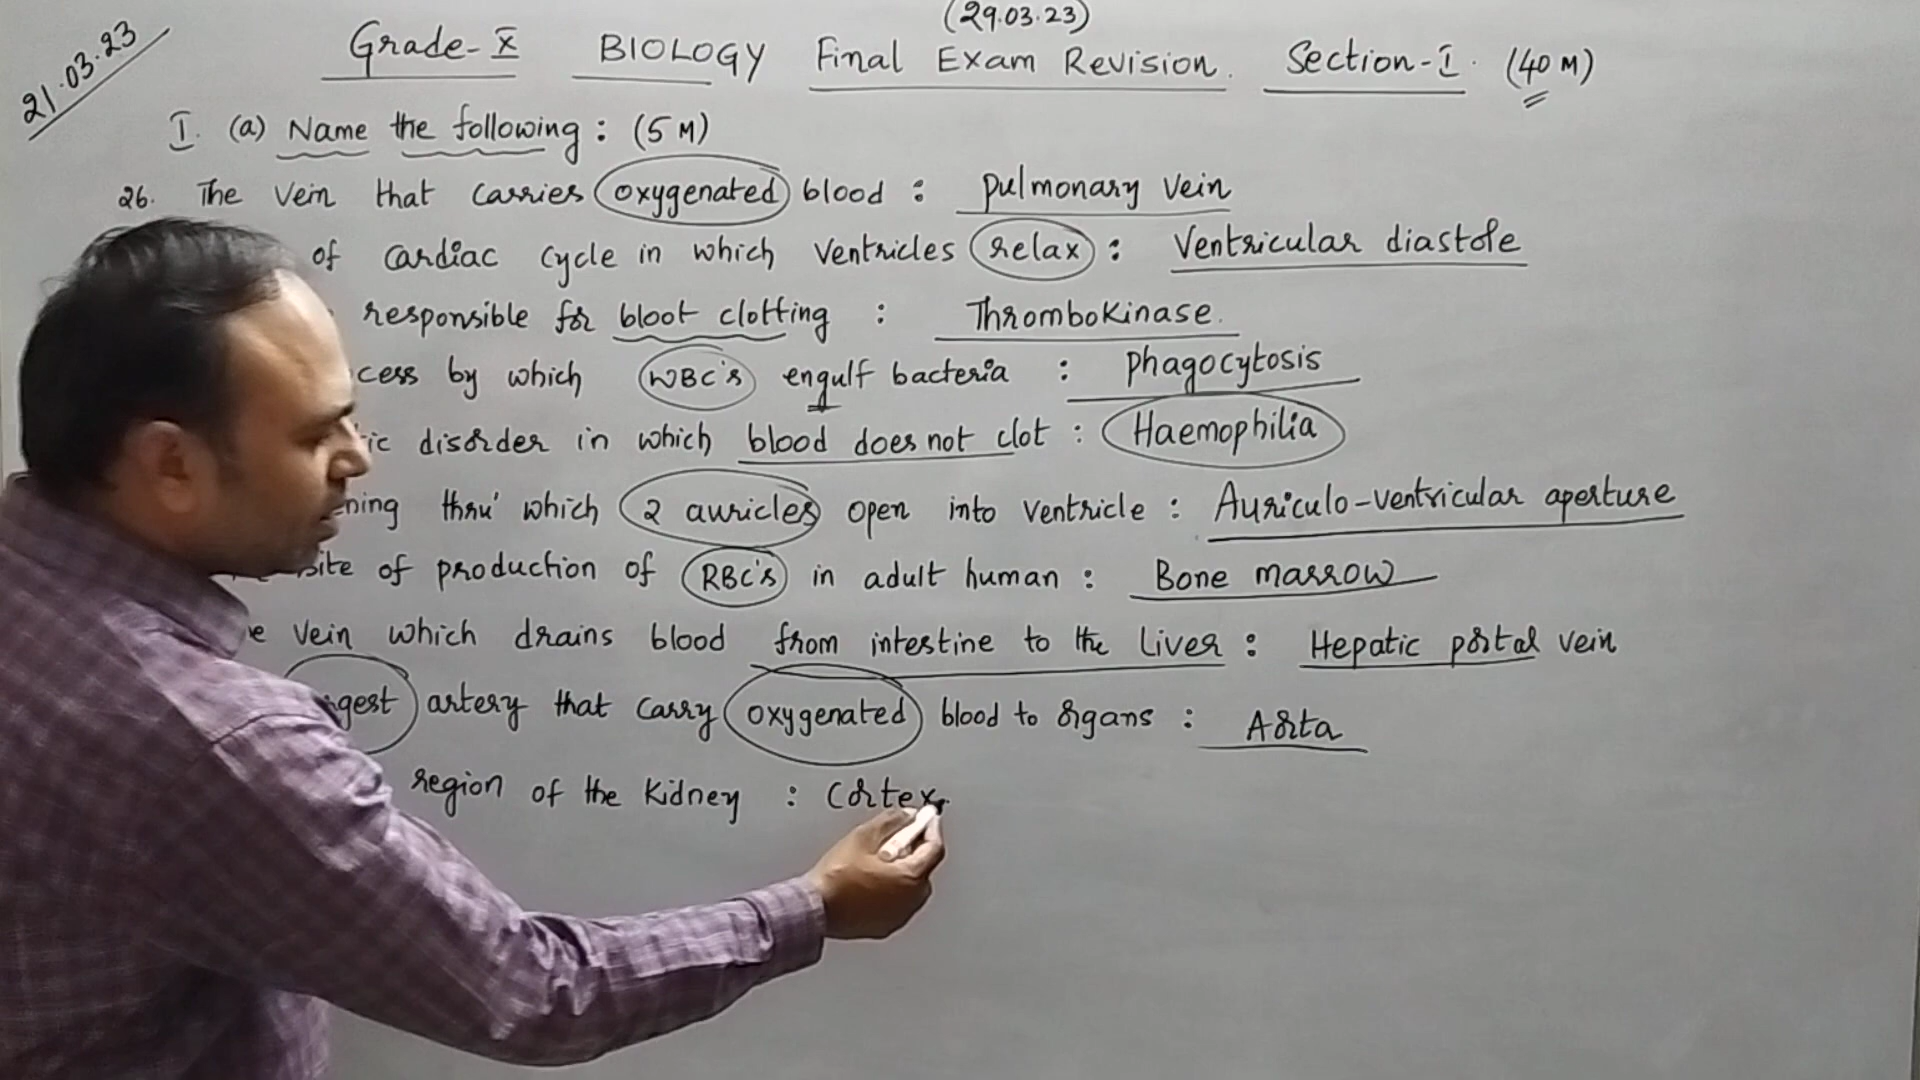 (29.03.23)
21.03.23
Grade-X BIOLOGY Final Exam Revision. Section-I. (40 M)
I. (a) Name the following : (5 M)
26. The vein that carries oxygenated blood : pulmonary vein
of cardiac cycle in which ventricles relax : Ventricular diastole
responsible for bloot clotting : Thrombokinase.
cess by which WBC's engulf bacteria : phagocytosis
ic disorder in which blood does not clot : Haemophilia
ning thru' which 2 auricles open into ventricle : Auriculo-ventricular aperture
site of production of RBC's in adult human : Bone marrow
e vein which drains blood from intestine to the liver : Hepatic portal vein
gest artery that carry oxygenated blood to organs : Aorta
region of the kidney : Cortex